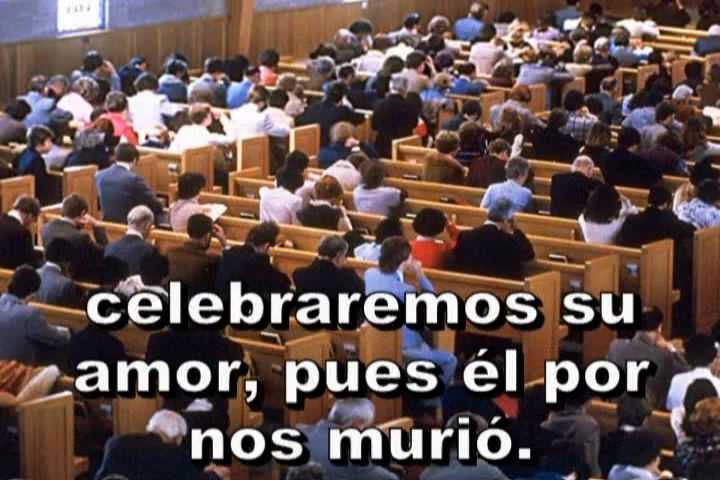 celebraremos su
amor, pues él por
nos murió.